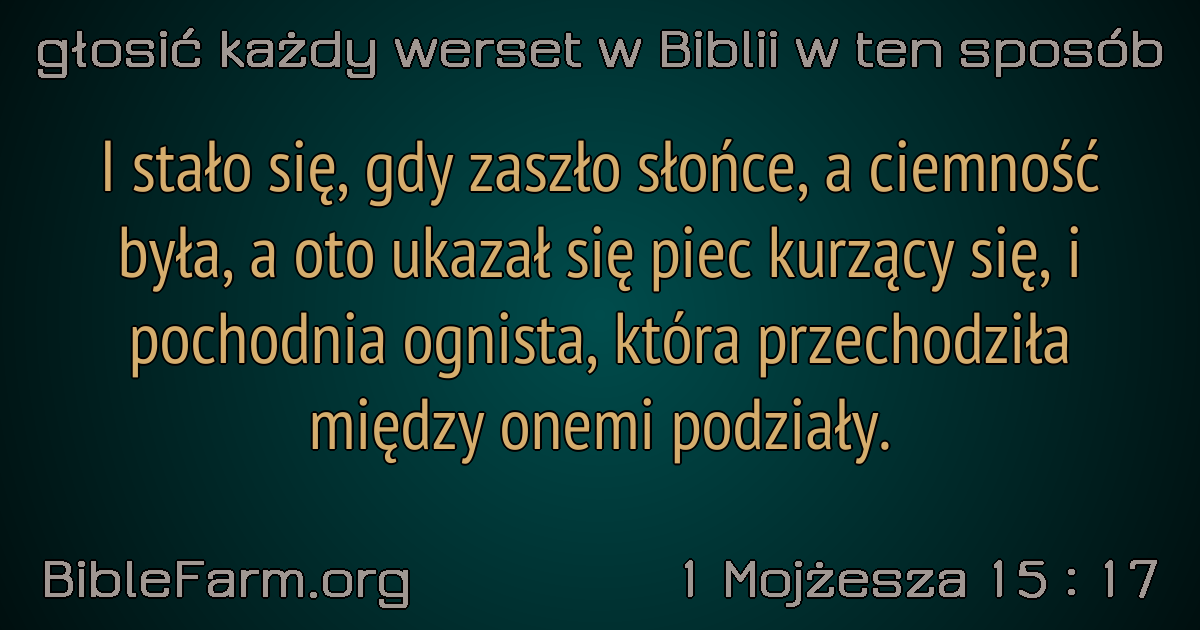 głosić każdy werset w Biblii w ten sposób
I stało się, gdy zaszło słońce, a ciemność
była, a oto ukazał się piec kurzący się, i
pochodnia ognista, która przechodziła
między onemi podziały.
BibleFarm.org
1 Mojżesza 15 : 17